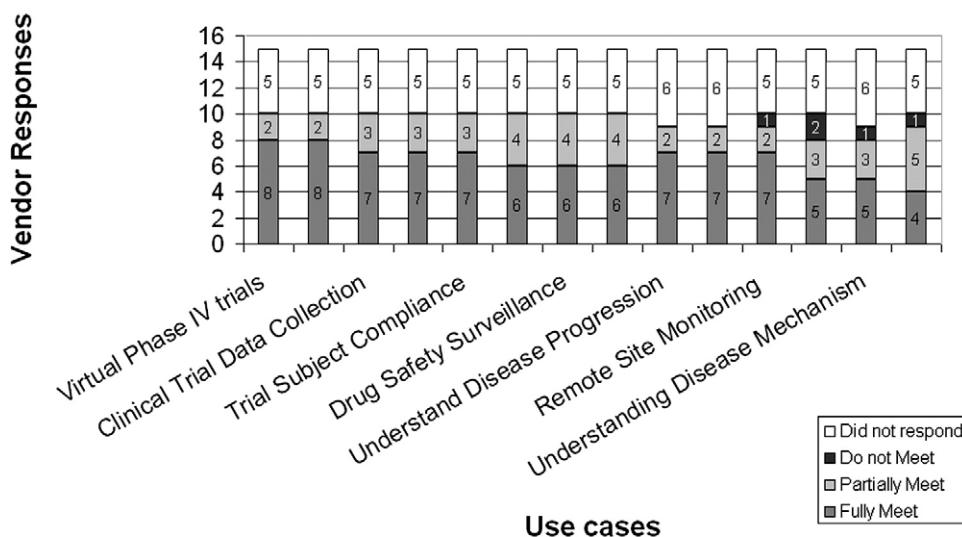 Vendor Responses
16
14
12
10
8
6
4
2
0
5 5 5 5 5 5 5 5 6 6 5 5 6 5
1 2 1 1
2 2 3 3 3 4 4 4 2 2 2 3 3 5
8 8 7 7 7 6 6 6 7 7 7 5 5 4
Virtual Phase IV trials
Clinical Trial Data Collection
Trial Subject Compliance
Drug Safety Surveillance
Understand Disease Progression
Remote Site Monitoring
Understanding Disease Mechanism
Did not respond
Do not Meet
Partially Meet
Fully Meet
Use cases